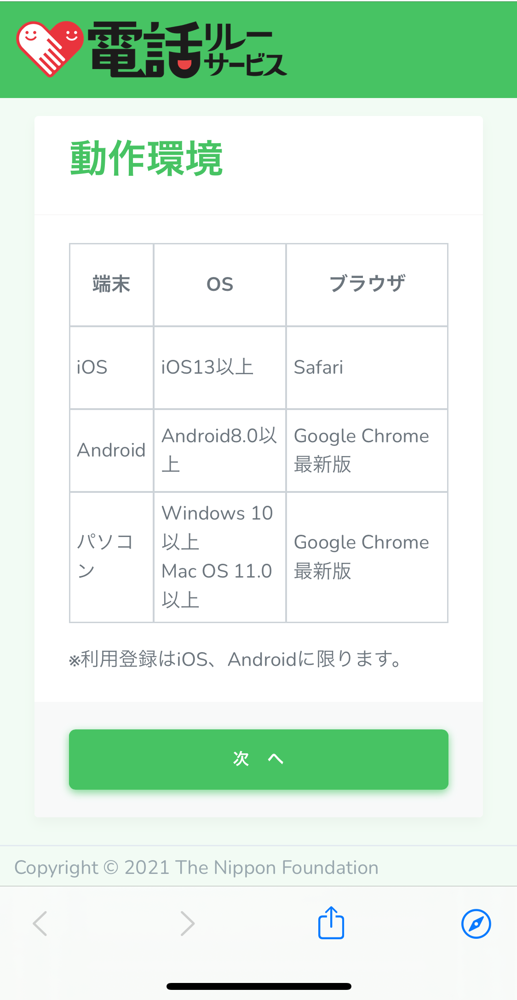 電話リレー
サービス
動作環境
端末 OS ブラウザ
iOS iOS13以上 Safari
Android Android8.0以
上 Google Chrome
最新版
パソコ
ン Windows 10
以上
Mac OS 11.0
以上 Google Chrome
最新版
※利用登録はiOS、Androidに限ります。
次　へ
Copyright © 2021 The Nippon Foundation